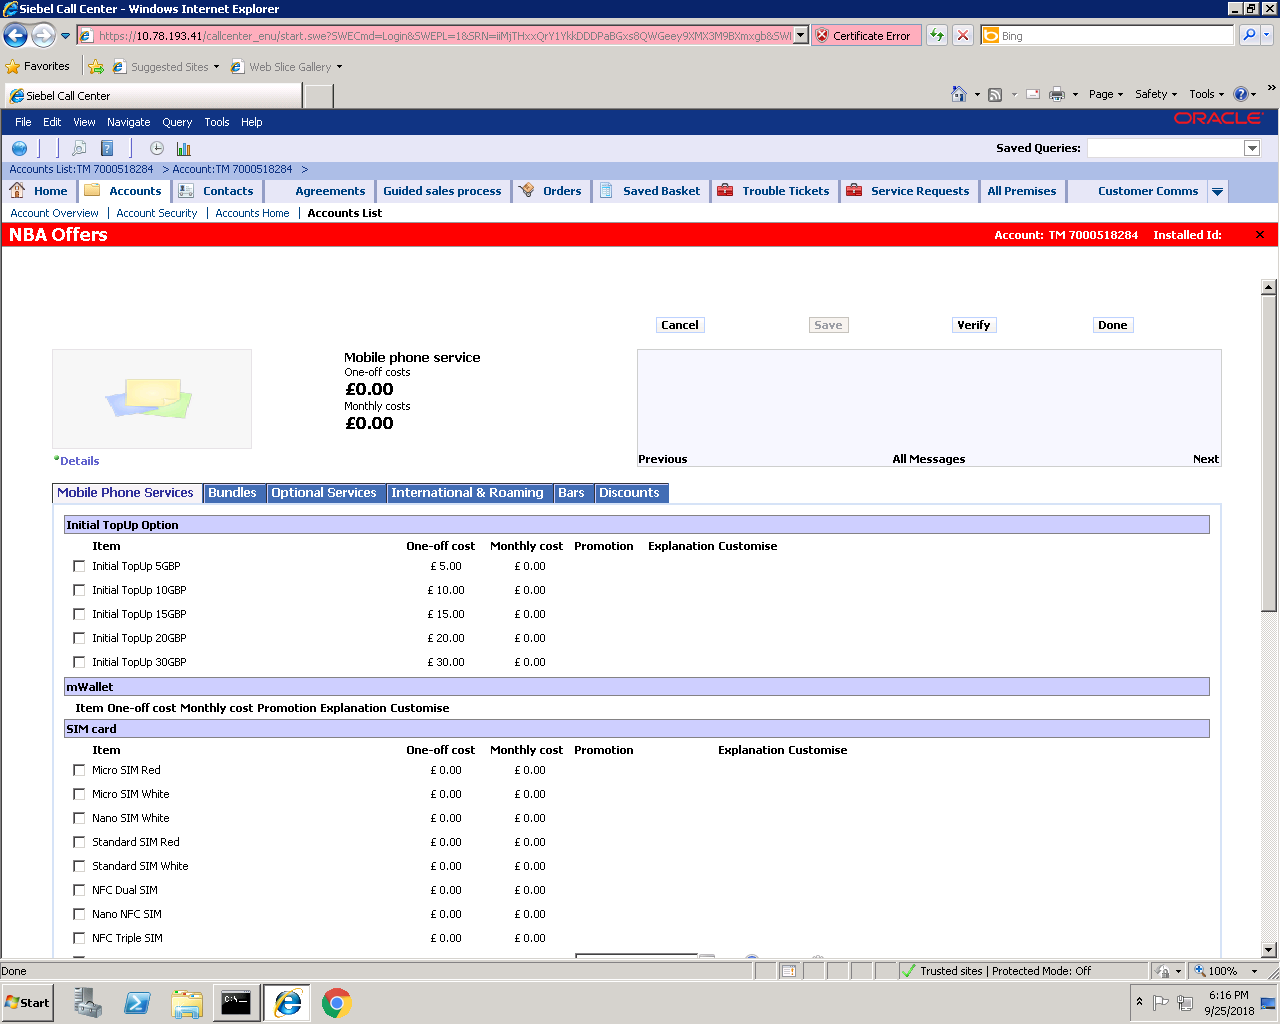 Siebel Call Center - Windows Internet Explorer
https://10.78.193.41/callcenter_enu/start.swe?SWECmd=Login&SWEPL=1&SRN= Certificate Error Bing
Favorites Suggested Sites Web Slice Gallery
Siebel Call Center Page Safety Tools
File Edit View Navigate Query Tools Help ORACLE
Saved Queries:
Accounts List:TM 7000518284 > Account:TM 7000518284 >
Home Accounts Contacts Agreements Guided sales process Orders Saved Basket Trouble Tickets Service Requests All Premises Customer Comms
Account Overview | Account Security | Accounts Home | Accounts List
NBA Offers Account: TM 7000518284 Installed Id: ×
Cancel Save Verify Done
Mobile phone service
One-off costs
£0.00
Monthly costs
£0.00
Previous All Messages Next
Details
Mobile Phone Services Bundles Optional Services International & Roaming Bars Discounts
Initial TopUp Option
Item One-off cost Monthly cost Promotion Explanation Customise
Initial TopUp 5GBP £ 5.00 £ 0.00
Initial TopUp 10GBP £ 10.00 £ 0.00
Initial TopUp 15GBP £ 15.00 £ 0.00
Initial TopUp 20GBP £ 20.00 £ 0.00
Initial TopUp 30GBP £ 30.00 £ 0.00
mWallet
Item One-off cost Monthly cost Promotion Explanation Customise
SIM card
Item One-off cost Monthly cost Promotion Explanation Customise
Micro SIM Red £ 0.00 £ 0.00
Micro SIM White £ 0.00 £ 0.00
Nano SIM White £ 0.00 £ 0.00
Standard SIM Red £ 0.00 £ 0.00
Standard SIM White £ 0.00 £ 0.00
NFC Dual SIM £ 0.00 £ 0.00
Nano NFC SIM £ 0.00 £ 0.00
NFC Triple SIM £ 0.00 £ 0.00
Done Trusted sites | Protected Mode: Off 100%
Start 6:16 PM
9/25/2018